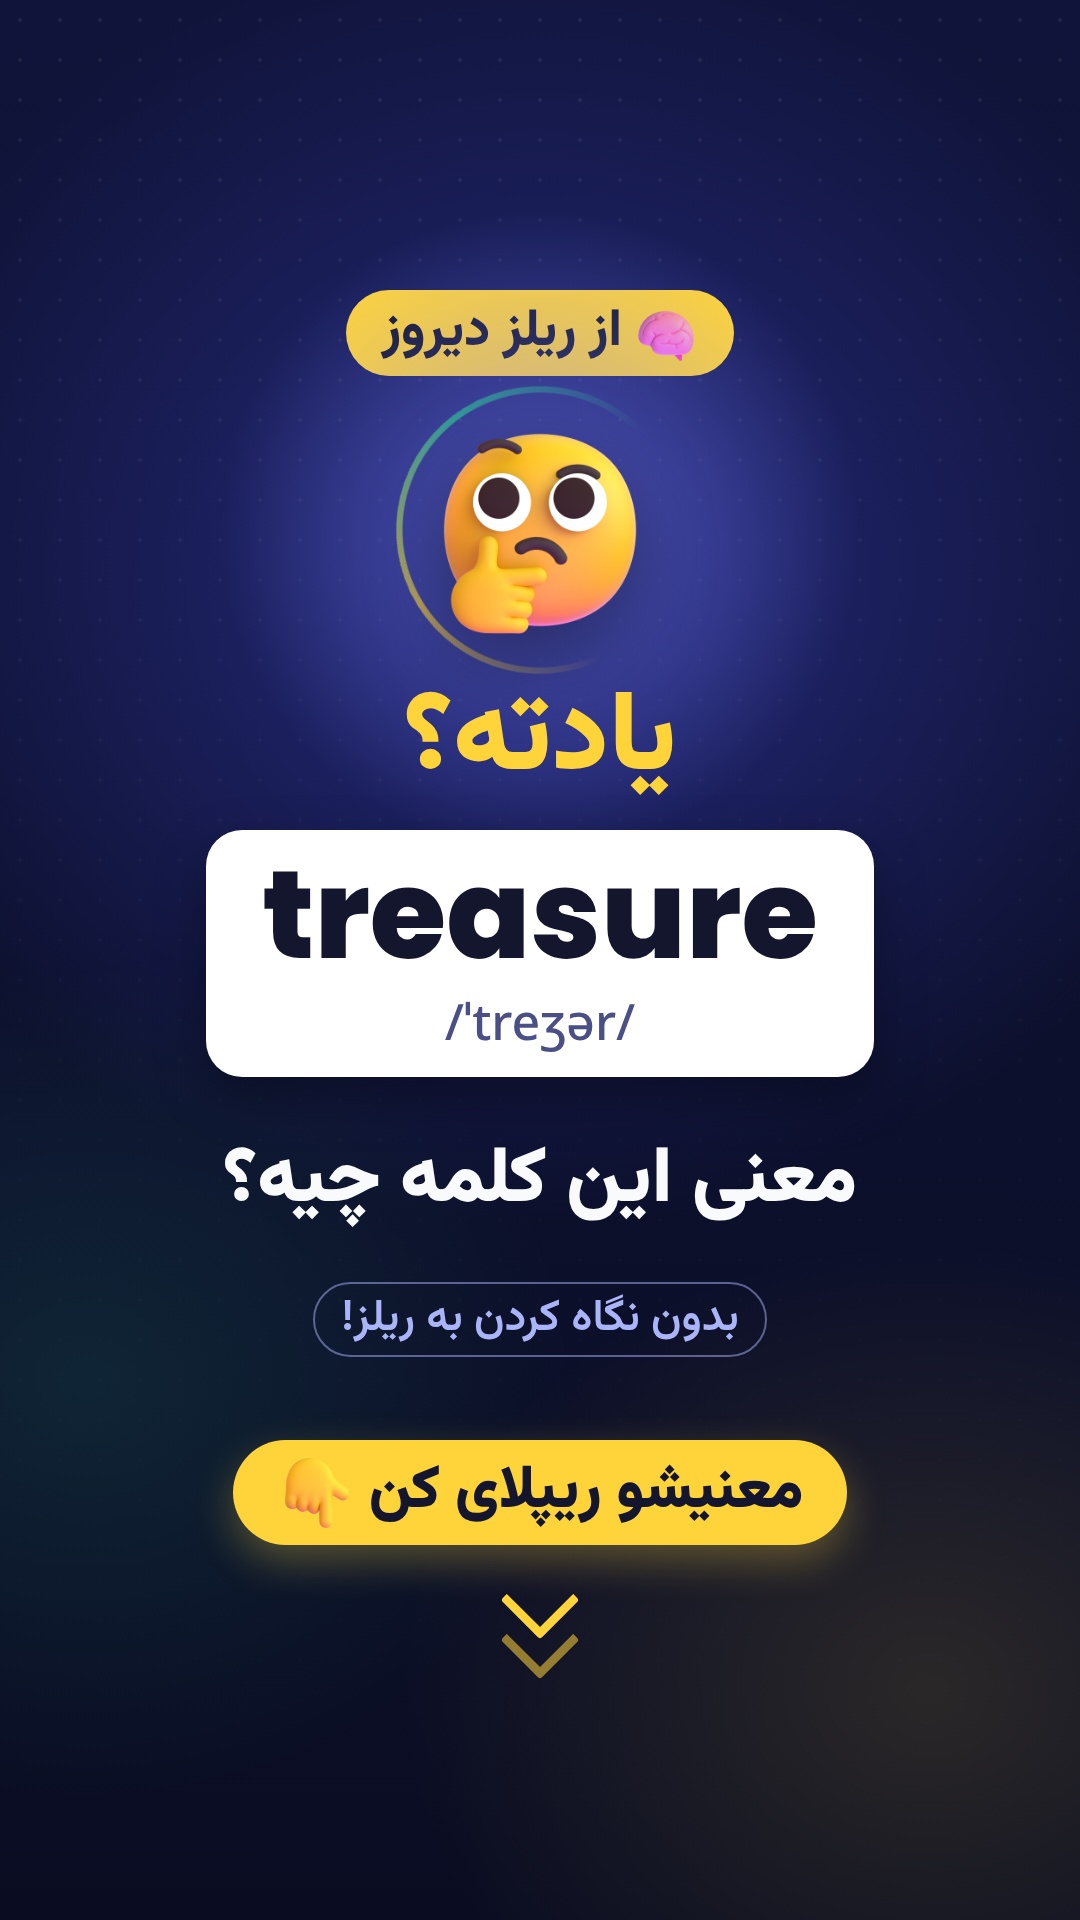 🧠 از ریلز دیروز
یادته؟
treasure
/ˈtreʒər/
معنی این کلمه چیه؟
بدون نگاه کردن به ریلز!
معنیشو ریپلای کن 👇